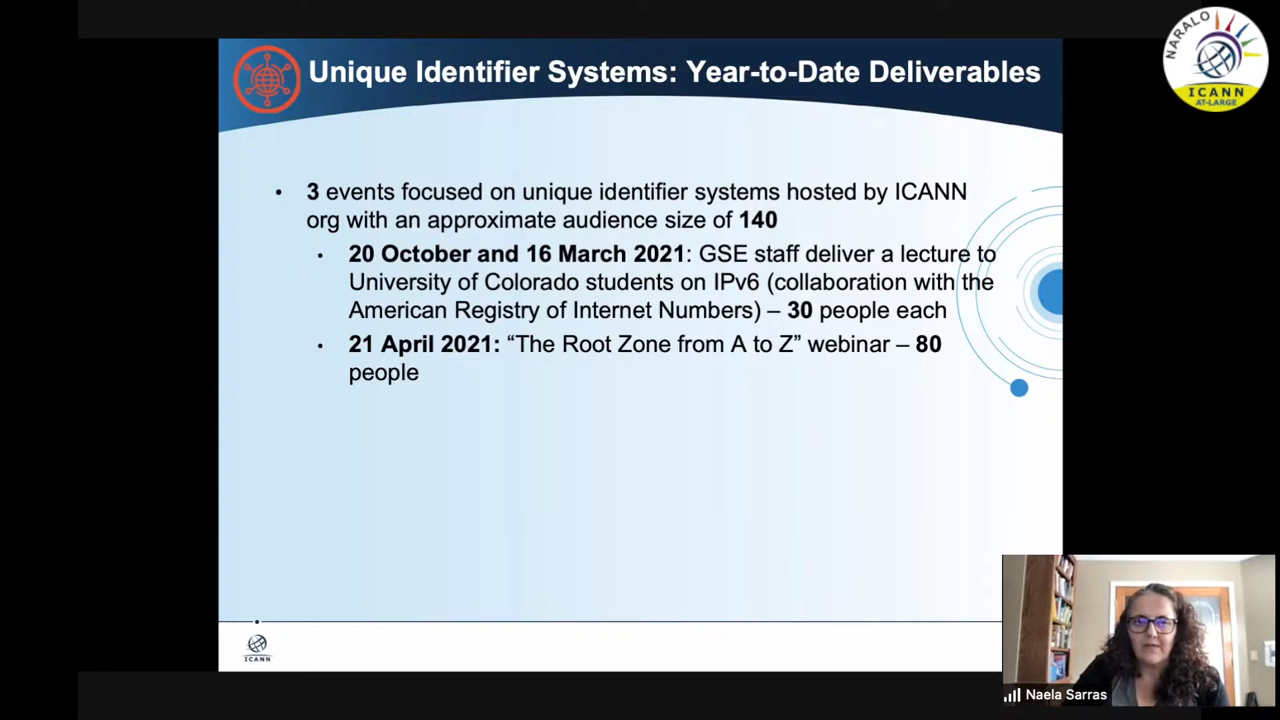 Unique Identifier Systems: Year-to-Date Deliverables
NARALO
ICANN
AT-LARGE
• 3 events focused on unique identifier systems hosted by ICANN
org with an approximate audience size of 140
• 20 October and 16 March 2021: GSE staff deliver a lecture to
University of Colorado students on IPv6 (collaboration with the
American Registry of Internet Numbers) – 30 people each
• 21 April 2021: “The Root Zone from A to Z” webinar – 80
people
ICANN
Naela Sarras